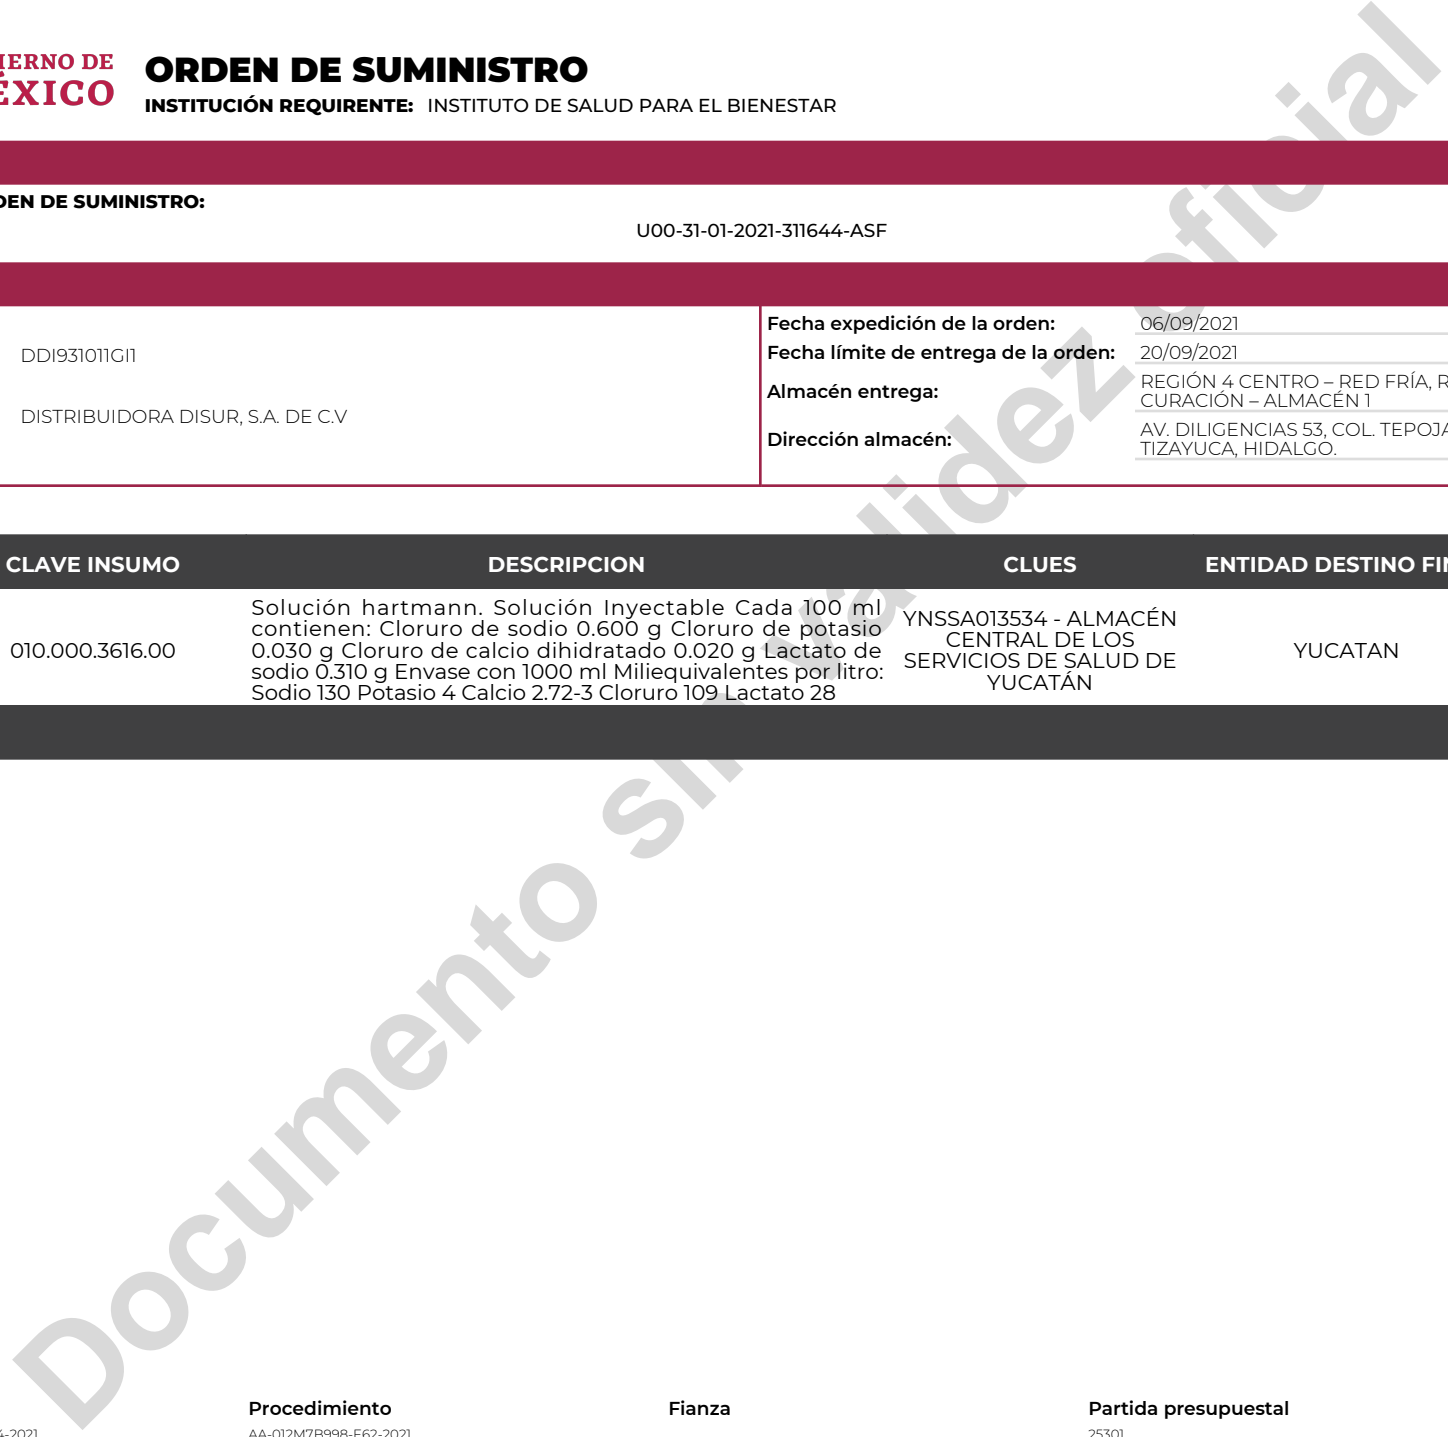 ORDEN DE SUMINISTRO
INSTITUCIÓN REQUIRENTE: INSTITUTO DE SALUD PARA EL BIENESTAR
DE
DE SUMINISTRO:
U00-31-01-2021-311644-ASF
DDI931011GI1
DISTRIBUIDORA DISUR, S.A. DE C.V
Fecha expedición de la orden: 06/09/2021
Fecha límite de entrega de la orden: 20/09/2021
Almacén entrega: REGIÓN 4 CENTRO – RED FRÍA,
CURACIÓN – ALMACÉN 1
Dirección almacén: AV. DILIGENCIAS 53, COL.
TIZAYUCA, HIDALGO.
CLAVE INSUMO DESCRIPCION CLUES ENTIDAD DESTINO
010.000.3616.00
Solución hartmann. Solución Inyectable Cada 100 ml
contienen: Cloruro de sodio 0.600 g Cloruro de potasio
0.030 g Cloruro de calcio dihidratado 0.020 g Lactato de
sodio 0.310 g Envase con 1000 ml Miliequivalentes por litro:
Sodio 130 Potasio 4 Calcio 2.72-3 Cloruro 109 Lactato 28
YNSSA013534 - ALMACÉN
CENTRAL DE LOS
SERVICIOS DE SALUD DE
YUCATÁN
YUCATAN
Documento sin validez oficial
Procedimiento Fianza Partida presupuestal
AA-012M7B998-E62-2021 25301